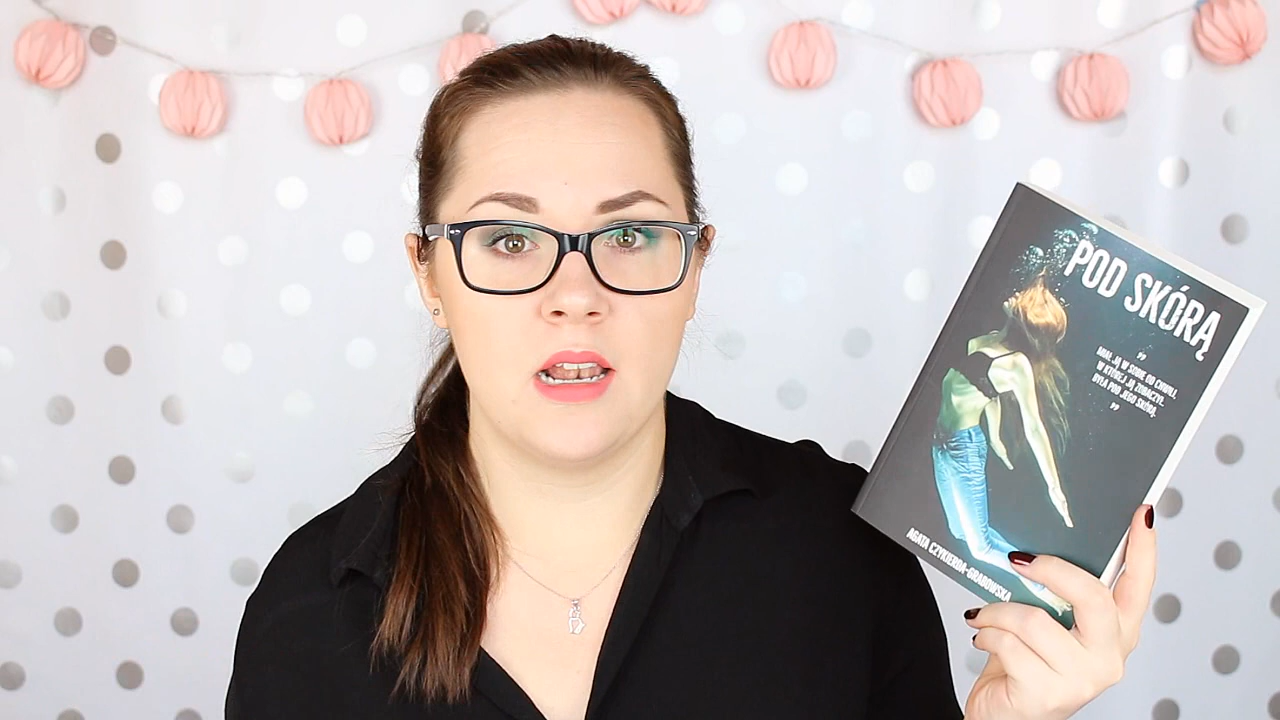 POD SKÓRĄ
„
MIAŁ JĄ W SOBIE OD CHWILI,
W KTÓREJ JĄ ZOBACZYŁ.
BYŁA POD JEGO SKÓRĄ.
”
AGATA CZYKIERDA-GRABOWSKA